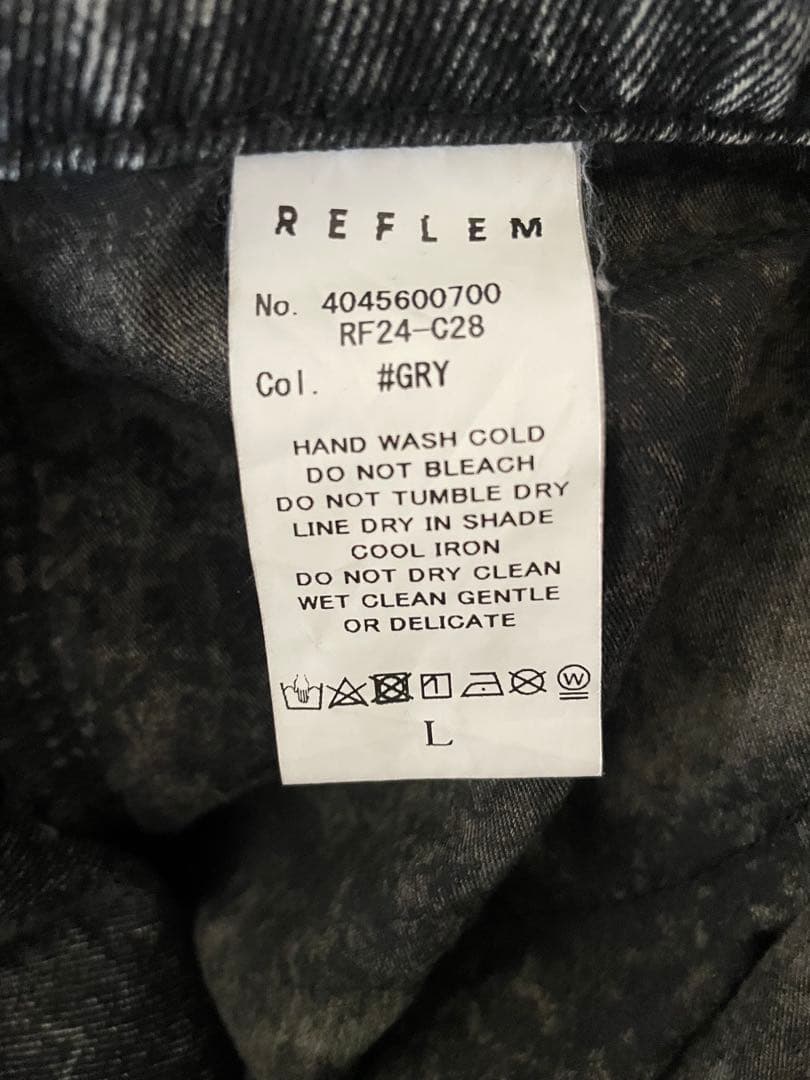 REFLEM
No. 4045600700
RF24-C28
Col. #GRY
HAND WASH COLD
DO NOT BLEACH
DO NOT TUMBLE DRY
LINE DRY IN SHADE
COOL IRON
DO NOT DRY CLEAN
WET CLEAN GENTLE
OR DELICATE
W
L